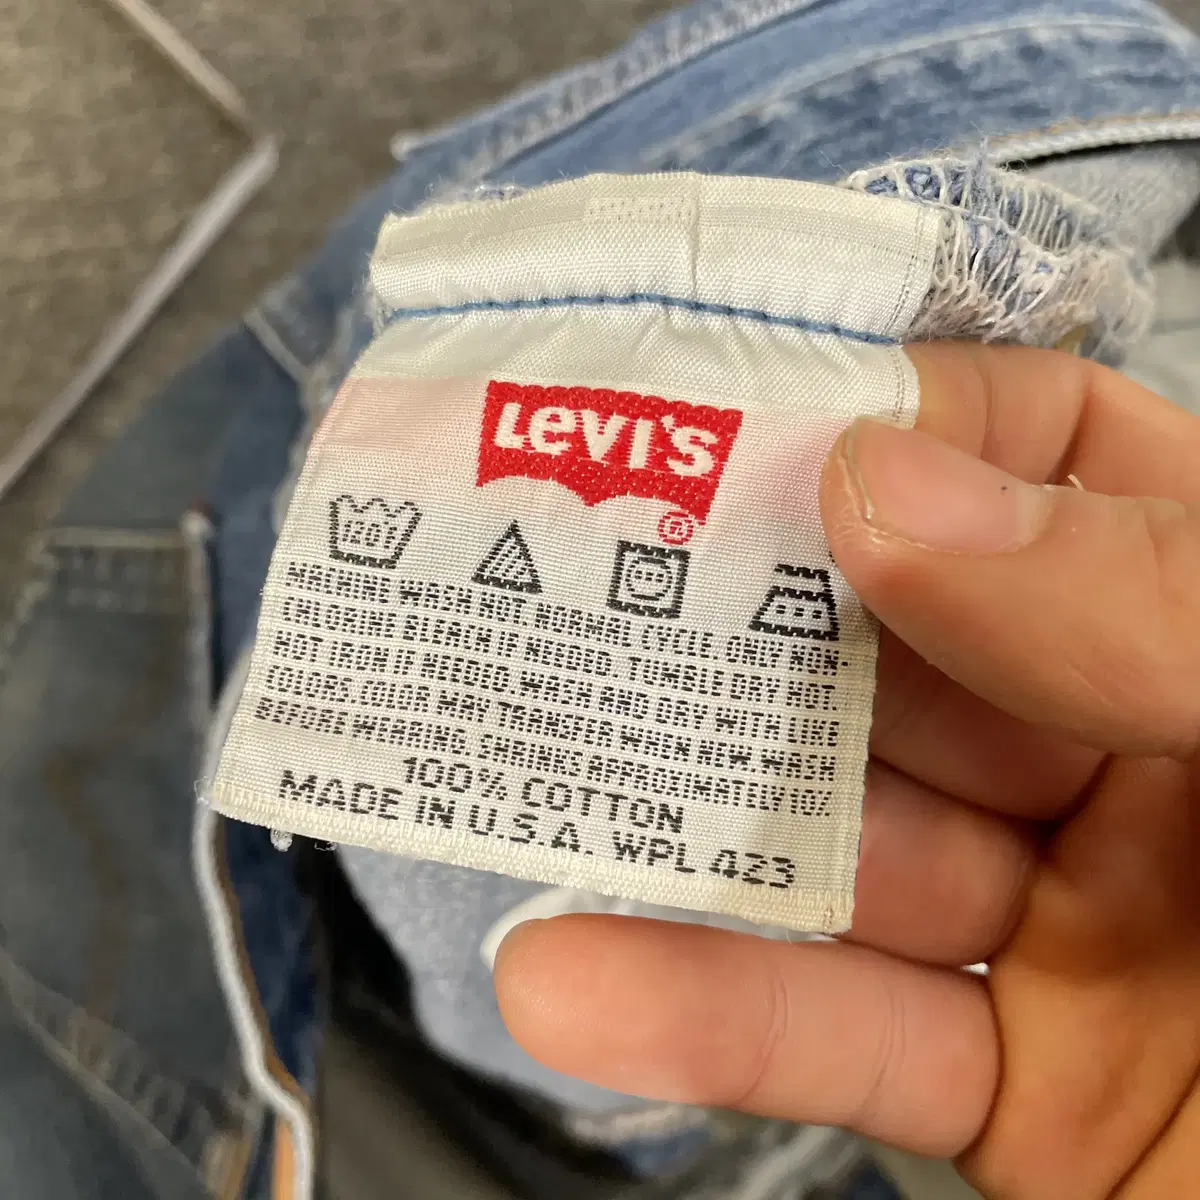 LEVI'S
®
120F
MACHINE WASH HOT, NORMAL CYCLE. ONLY NON-
CHLORINE BLEACH IF NEEDED. TUMBLE DRY HOT.
HOT IRON IF NEEDED. WASH AND DRY WITH LIKE
COLORS. COLOR MAY TRANSFER WHEN NEW. WASH
BEFORE WEARING. SHRINKS APPROXIMATELY 10%
100% COTTON
MADE IN U.S.A. WPL 423